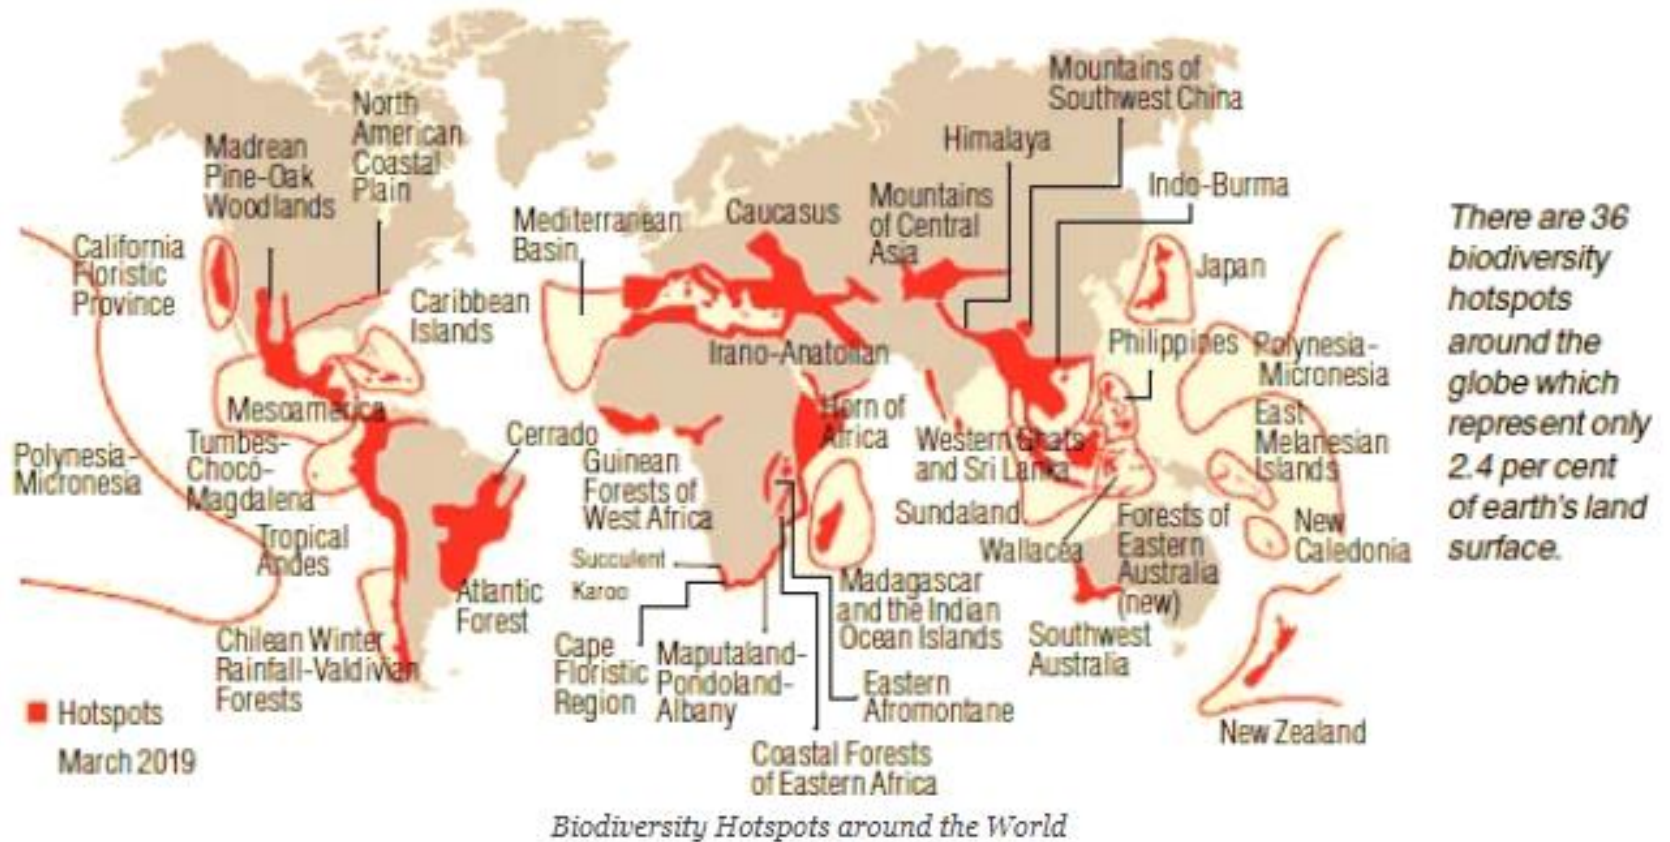 Mountains of
Southwest China
North
American
Coastal
Plain
Madrean
Pine-Oak
Woodlands
Himalaya
Indo-Burma
Mountains
of Central
Asia
Caucasus
Mediterranean
Basin
California
Floristic
Province
Caribbean
Islands
Japan
Irano-Anatolian
Philippines
Polynesia-
Micronesia
Mesoamerica
Horn of
Africa
East
Melanesian
Islands
Cerrado
Tumbes-
Chocó-
Magdalena
Polynesia-
Micronesia
Guinean
Forests of
West Africa
Western Ghats
and Sri Lanka
Sundaland
Wallacea
Forests of
Eastern
Australia
(new)
New
Caledonia
Tropical
Andes
Succulent
Karoo
Atlantic
Forest
Madagascar
and the Indian
Ocean Islands
Southwest
Australia
Chilean Winter
Rainfall-Valdivian
Forests
Cape
Floristic
Region
Maputaland-
Pondoland-
Albany
Eastern
Afromontane
New Zealand
Coastal Forests
of Eastern Africa
Hotspots
March 2019
There are 36
biodiversity
hotspots
around the
globe which
represent only
2.4 per cent
of earth's land
surface.
Biodiversity Hotspots around the World